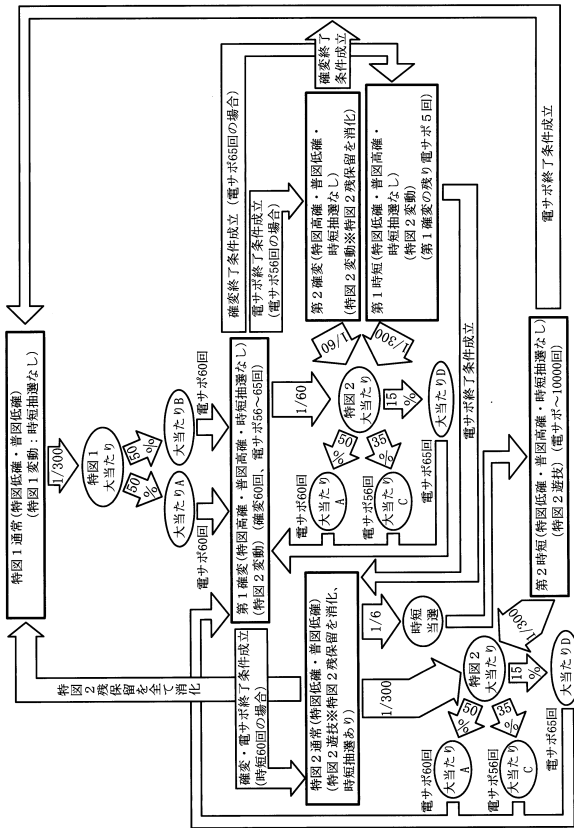 特図1通常(特図低確・普図低確)
(特図1変動：時短抽選なし)
1/300
特図1
大当たり
50%
50%
大当たりA
大当たりB
電サポ60回
電サポ60回
第1確変(特図高確・普図高確・時短抽選なし)
(特図2変動)(確変60回、電サポ56〜65回)
確変終了条件成立(電サポ65回の場合)
電サポ終了条件成立
(電サポ56回の場合)
1/60
第2確変(特図高確・普図低確・
時短抽選なし)
(特図2変動※特図2残保留を消化)
確変終了
条件成立
第1時短(特図低確・普図高確・
時短抽選なし)
(特図2変動)
(第1確変の残り電サポ5回)
1/60
1/300
特図2
大当たり
50%
35%
15%
電サポ60回
大当たり
A
電サポ56回
大当たり
C
大当たりD
電サポ65回
電サポ終了条件成立
特図2残保留を全て消化
確変・電サポ終了条件成立
(時短60回の場合)
特図2通常(特図低確・普図低確)
(特図2遊技※特図2残保留を消化、
時短抽選あり)
1/6
時短
当選
1/300
第2時短(特図低確・普図高確・時短抽選なし)
(特図2遊技)(電サポ〜10000回)
電サポ終了条件成立
1/300
特図2
大当たり
50%
35%
15%
電サポ60回
大当たり
A
電サポ56回
大当たり
C
大当たりD
電サポ65回